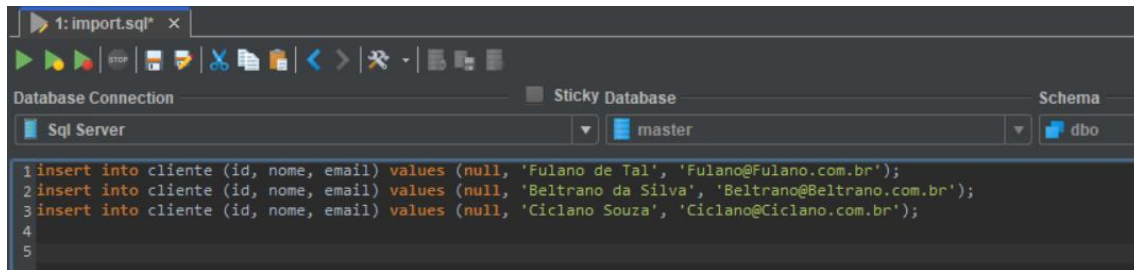 1: import.sql*
STOP
Database Connection Sticky Database Schema
Sql Server master dbo
1 insert into cliente (id, nome, email) values (null, 'Fulano de Tal', 'Fulano@Fulano.com.br');
2 insert into cliente (id, nome, email) values (null, 'Beltrano da Silva', 'Beltrano@Beltrano.com.br');
3 insert into cliente (id, nome, email) values (null, 'Ciclano Souza', 'Ciclano@Ciclano.com.br');
4
5